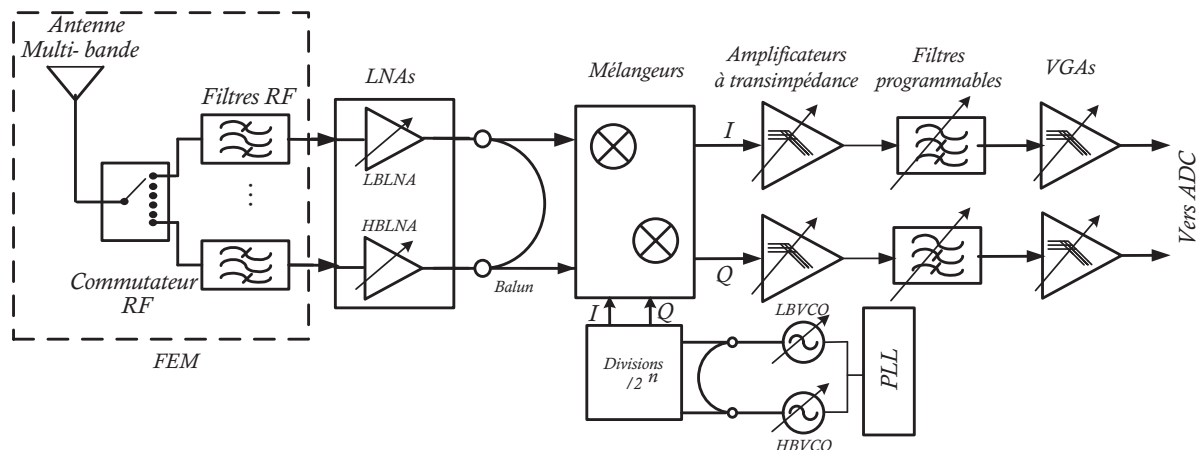 Antenne
Multi- bande
Filtres RF
...
Commutateur
RF
FEM
LNAs
LBLNA
HBLNA
Balun
Mélangeurs
I
Q
Divisions
/2 n
Amplificateurs
à transimpédance
I
Q
Filtres
programmables
VGAs
Vers ADC
LBVCO
HBVCO
PLL